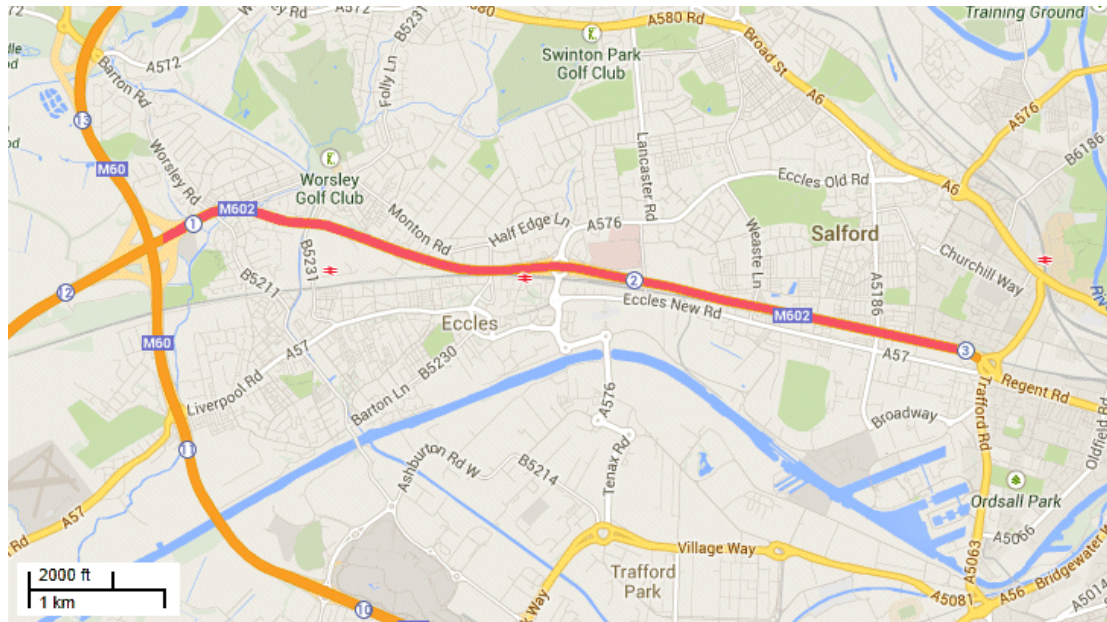 A572
B5231
A580
A580 Rd
Training Ground
A572
Barton Rd
Folly Ln
Swinton Park
Golf Club
Broad St
A6
A576
B6186
13
M60
Worsley Rd
Worsley
Golf Club
Lancaster Rd
Eccles Old Rd
A6
1
M602
Monton Rd
Half Edge Ln
A576
Weaste Ln
Salford
Churchill Way
B5231
B5211
12
2
Eccles New Rd
M602
A5186
Riv
M60
Eccles
A57
B5230
A57
3
Liverpool Rd
Barton Ln
A576
Broadway
Trafford Rd
Regent Rd
Oldfield Rd
11
Ashburton Rd W
B5214
Tenax Rd
Ordsall Park
A57
Rd
A5066
Village Way
A5063
2000 ft
1 km
Trafford
Park
Way
10
A5081
A56
Bridgewater
A5014